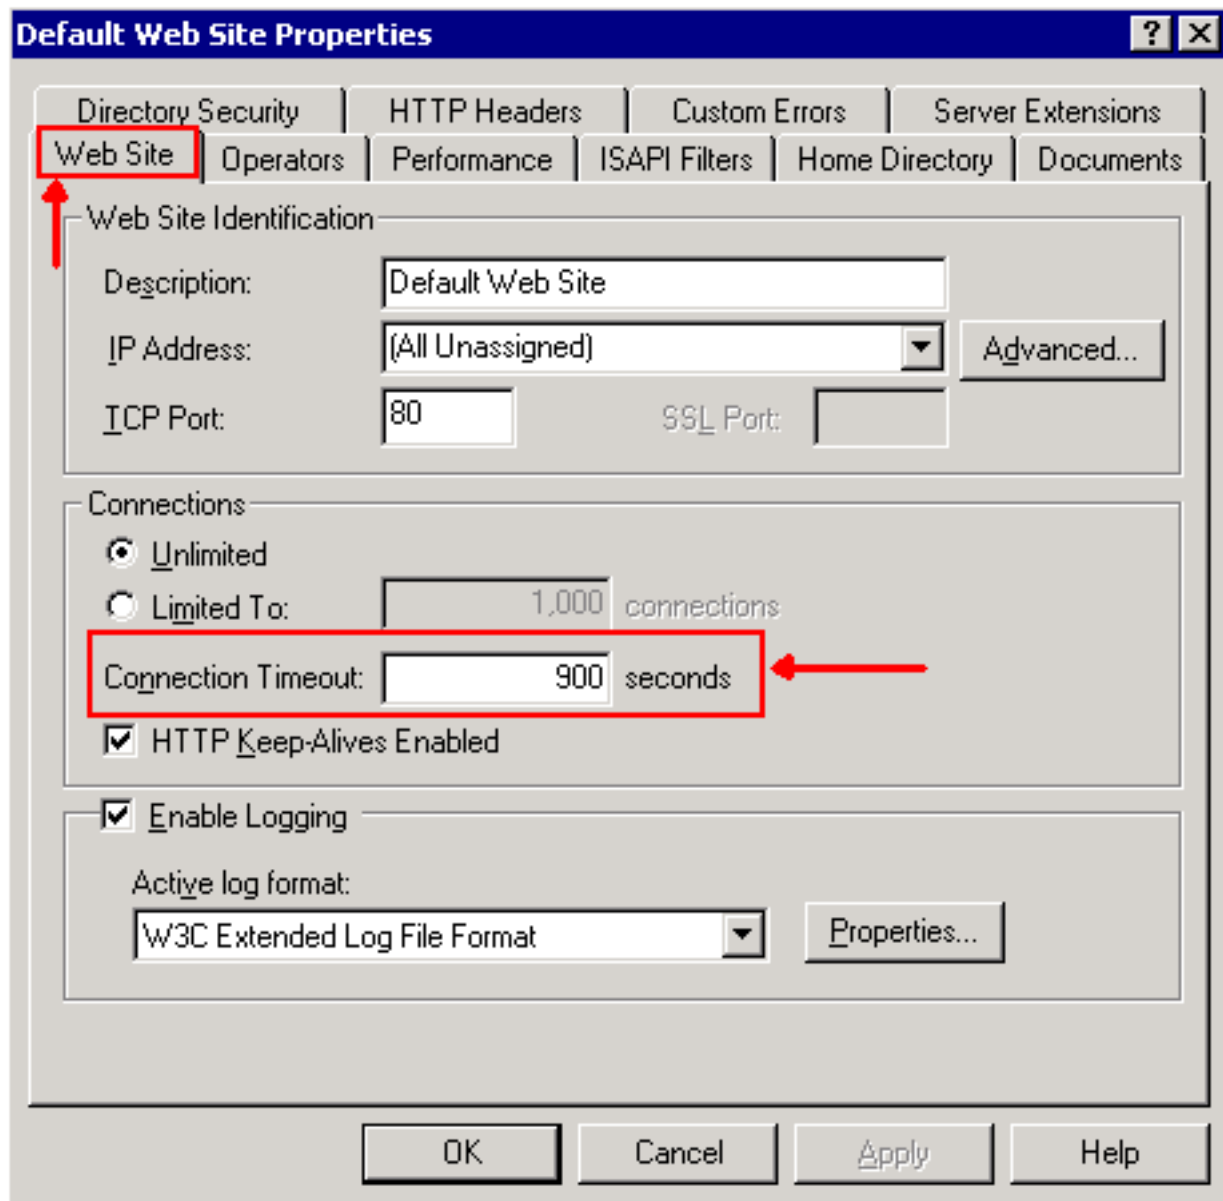 Default Web Site Properties
Directory Security HTTP Headers Custom Errors Server Extensions
Web Site Operators Performance ISAPI Filters Home Directory Documents
Web Site Identification
Description: Default Web Site
IP Address: (All Unassigned) Advanced...
TCP Port: 80 SSL Port:
Connections
Unlimited
Limited To: 1,000 connections
Connection Timeout: 900 seconds
HTTP Keep-Alives Enabled
Enable Logging
Active log format:
W3C Extended Log File Format Properties...
OK Cancel Apply Help